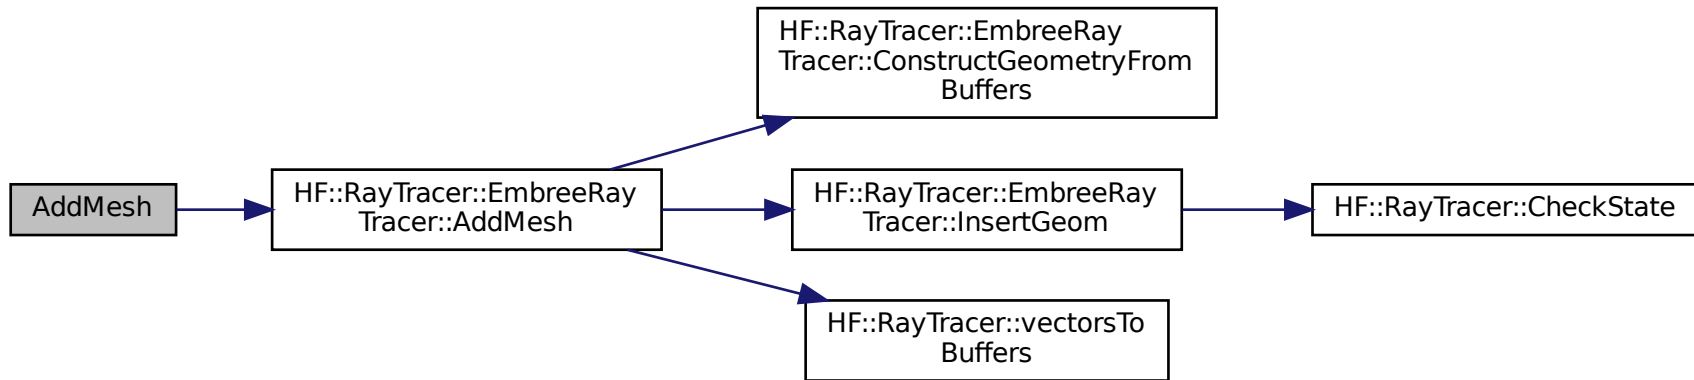 AddMesh
HF::RayTracer::EmbreeRay
Tracer::AddMesh
HF::RayTracer::EmbreeRay
Tracer::ConstructGeometryFrom
Buffers
HF::RayTracer::EmbreeRay
Tracer::InsertGeom
HF::RayTracer::CheckState
HF::RayTracer::vectorsTo
Buffers